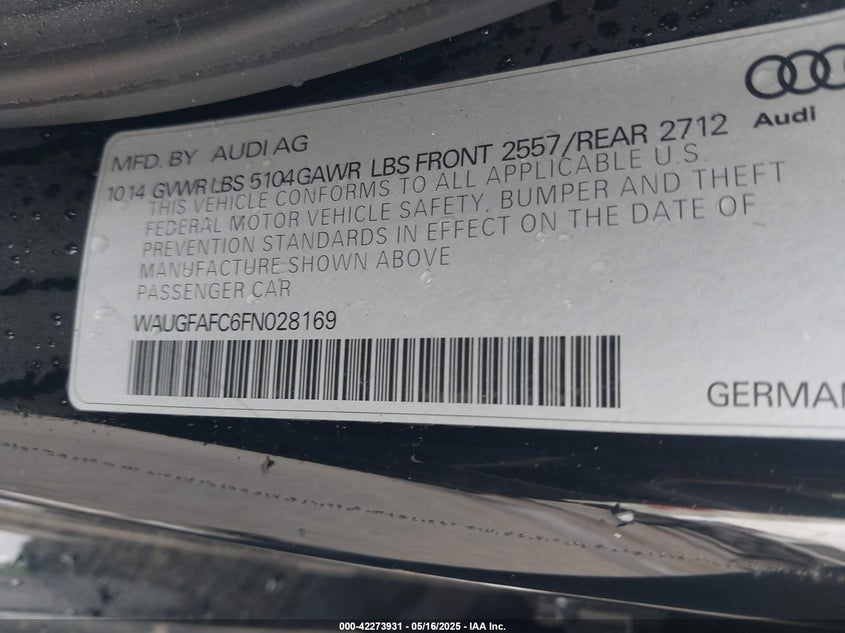 Audi
MFD. BY AUDI AG
10 14 GVWR LBS 5104 GAWR LBS FRONT 2557/REAR 2712
THIS VEHICLE CONFORMS TO ALL APPLICABLE U.S.
FEDERAL MOTOR VEHICLE SAFETY, BUMPER AND THEFT
PREVENTION STANDARDS IN EFFECT ON THE DATE OF
MANUFACTURE SHOWN ABOVE
PASSENGER CAR
WAUGFAFC6FN028169
GERMAN
000-42273931 - 05/16/2025 - IAA Inc.